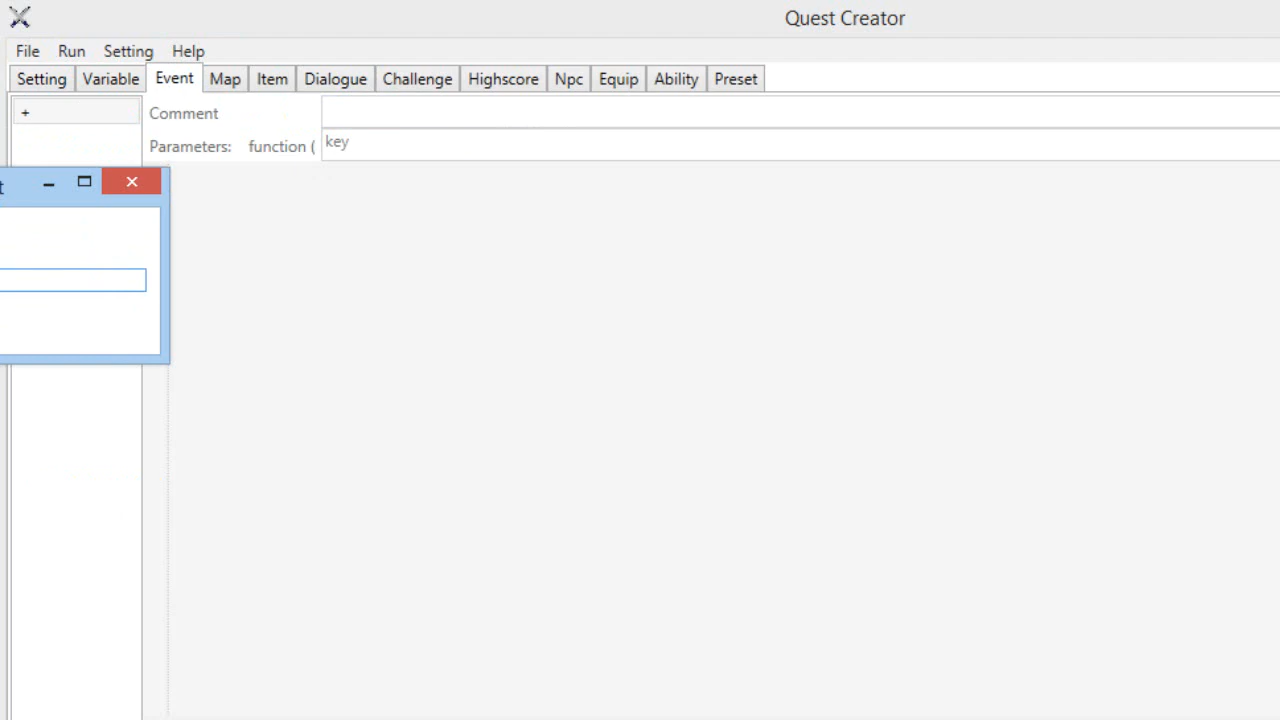 Quest Creator
File Run Setting Help
Setting Variable Event Map Item Dialogue Challenge Highscore Npc Equip Ability Preset
+ Comment
Parameters: function ( key
t